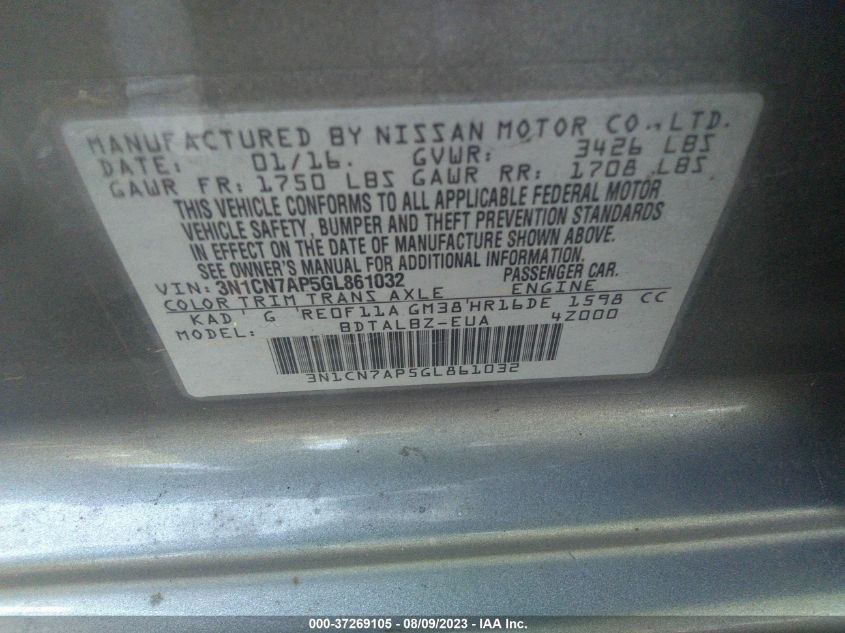 MANUFACTURED BY NISSAN MOTOR CO., LTD.
DATE: 01/16. GVWR: 3426 LBS
GAWR FR: 1750 LBS GAWR RR: 1708 LBS
THIS VEHICLE CONFORMS TO ALL APPLICABLE FEDERAL MOTOR
VEHICLE SAFETY, BUMPER AND THEFT PREVENTION STANDARDS
IN EFFECT ON THE DATE OF MANUFACTURE SHOWN ABOVE.
SEE OWNER'S MANUAL FOR ADDITIONAL INFORMATION.
VIN: 3N1CN7AP5GL861032 PASSENGER CAR.
COLOR TRIM TRANS AXLE ENGINE
KAD' G 'RE0F11A GM38'HR16DE 1598 CC
MODEL: BDTALBZ-EUA 4Z000
3N1CN7AP5GL861032
000-37269105 - 08/09/2023 - IAA Inc.